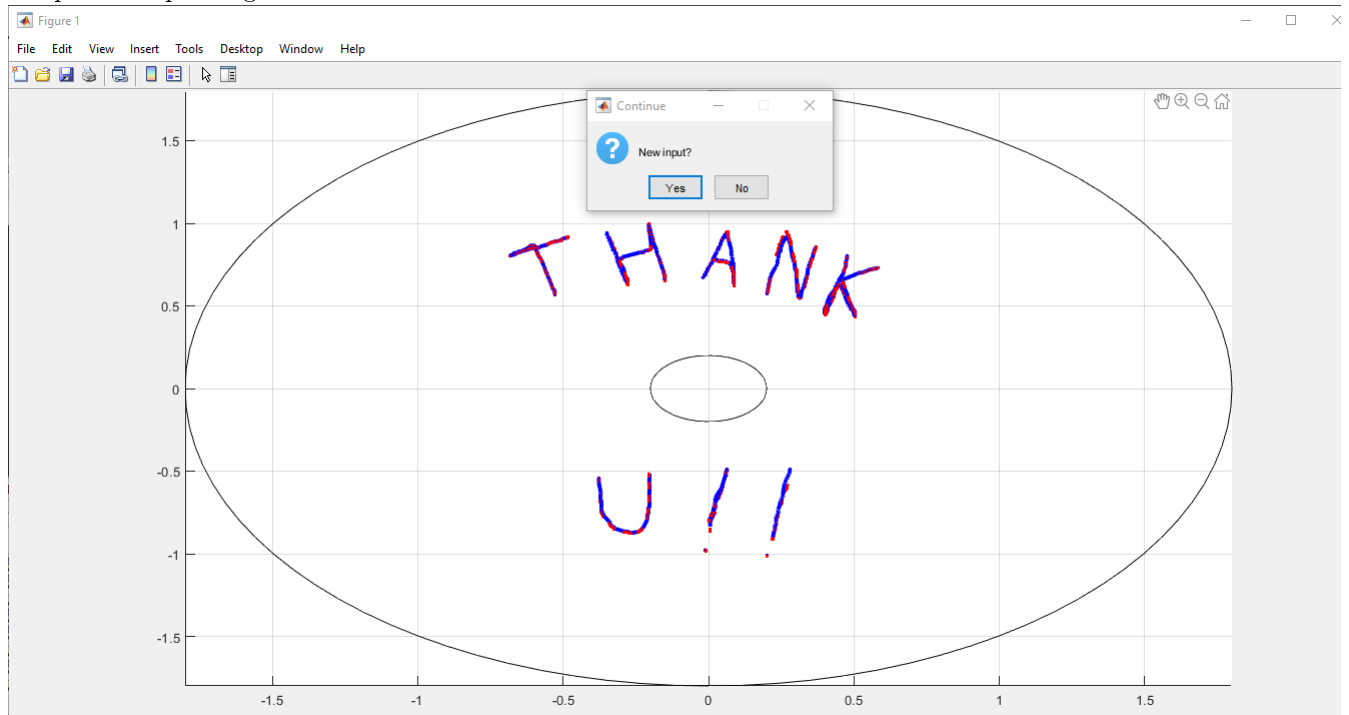 Figure 1
File Edit View Insert Tools Desktop Window Help
Continue
New input?
Yes No
1.5
1
0.5
0
-0.5
-1
-1.5
THANK
U!!
-1.5 -1 -0.5 0 0.5 1 1.5